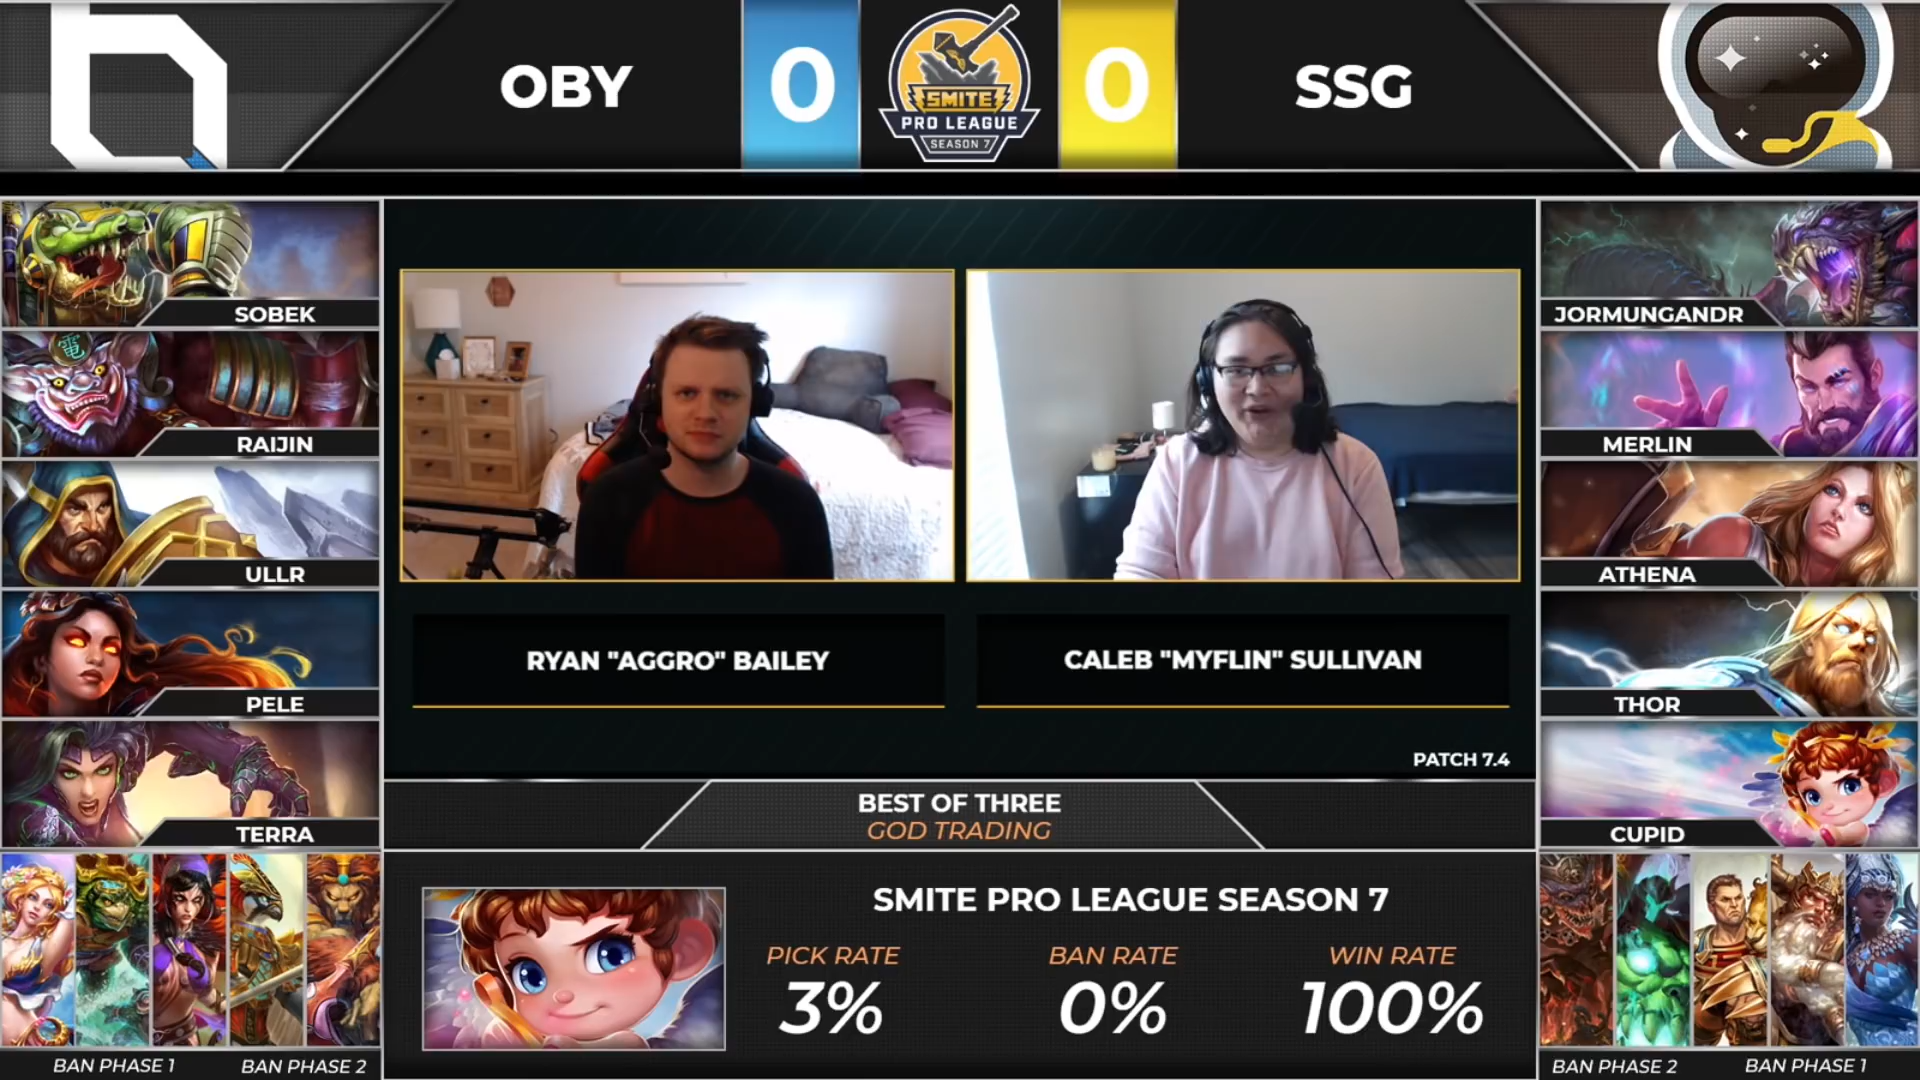 OBY
0
SMITE
PRO LEAGUE
SEASON 7
0
SSG
SOBEK
RAIJIN
ULLR
PELE
TERRA
電
JORMUNGANDR
MERLIN
ATHENA
THOR
CUPID
RYAN "AGGRO" BAILEY
CALEB "MYFLIN" SULLIVAN
PATCH 7.4
BEST OF THREE
GOD TRADING
SMITE PRO LEAGUE SEASON 7
PICK RATE
3%
BAN RATE
0%
WIN RATE
100%
BAN PHASE 1
BAN PHASE 2
BAN PHASE 2
BAN PHASE 1